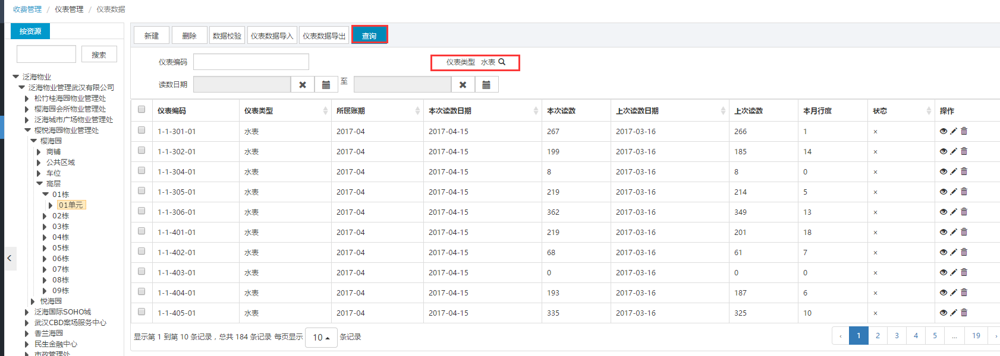 收费管理 / 仪表管理 / 仪表数据
按资源
搜索
泛海物业
泛海物业管理武汉有限公司
松竹桂海园物业管理处
樱海园会所物业管理处
泛海城市广场物业管理处
樱悦海园物业管理处
樱海园
商铺
公共区域
车位
高层
01栋
01单元
02栋
03栋
04栋
05栋
06栋
07栋
08栋
09栋
悦海园
泛海国际SOHO城
武汉CBD案场服务中心
香兰海园
民生金融中心
市政管理处
新建 删除 数据校验 仪表数据导入 仪表数据导出 查询
仪表编码 仪表类型 水表
读数日期 至
仪表编码 仪表类型 所属账期 本次读数日期 本次读数 上次读数日期 上次读数 本月行度 状态 操作
1-1-301-01 水表 2017-04 2017-04-15 267 2017-03-16 266 1 ×
1-1-302-01 水表 2017-04 2017-04-15 199 2017-03-16 185 14 ×
1-1-304-01 水表 2017-04 2017-04-15 8 2017-03-16 8 0 ×
1-1-305-01 水表 2017-04 2017-04-15 219 2017-03-16 214 5 ×
1-1-306-01 水表 2017-04 2017-04-15 362 2017-03-16 349 13 ×
1-1-401-01 水表 2017-04 2017-04-15 219 2017-03-16 201 18 ×
1-1-402-01 水表 2017-04 2017-04-15 68 2017-03-16 61 7 ×
1-1-403-01 水表 2017-04 2017-04-15 0 2017-03-16 0 0 ×
1-1-404-01 水表 2017-04 2017-04-15 193 2017-03-16 187 6 ×
1-1-405-01 水表 2017-04 2017-04-15 335 2017-03-16 325 10 ×
显示第 1 到第 10 条记录，总共 184 条记录 每页显示 10 条记录
‹ 1 2 3 4 5 ... 19 ›